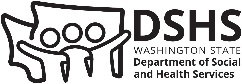 DSHS
WASHINGTON STATE
Department of Social
and Health Services